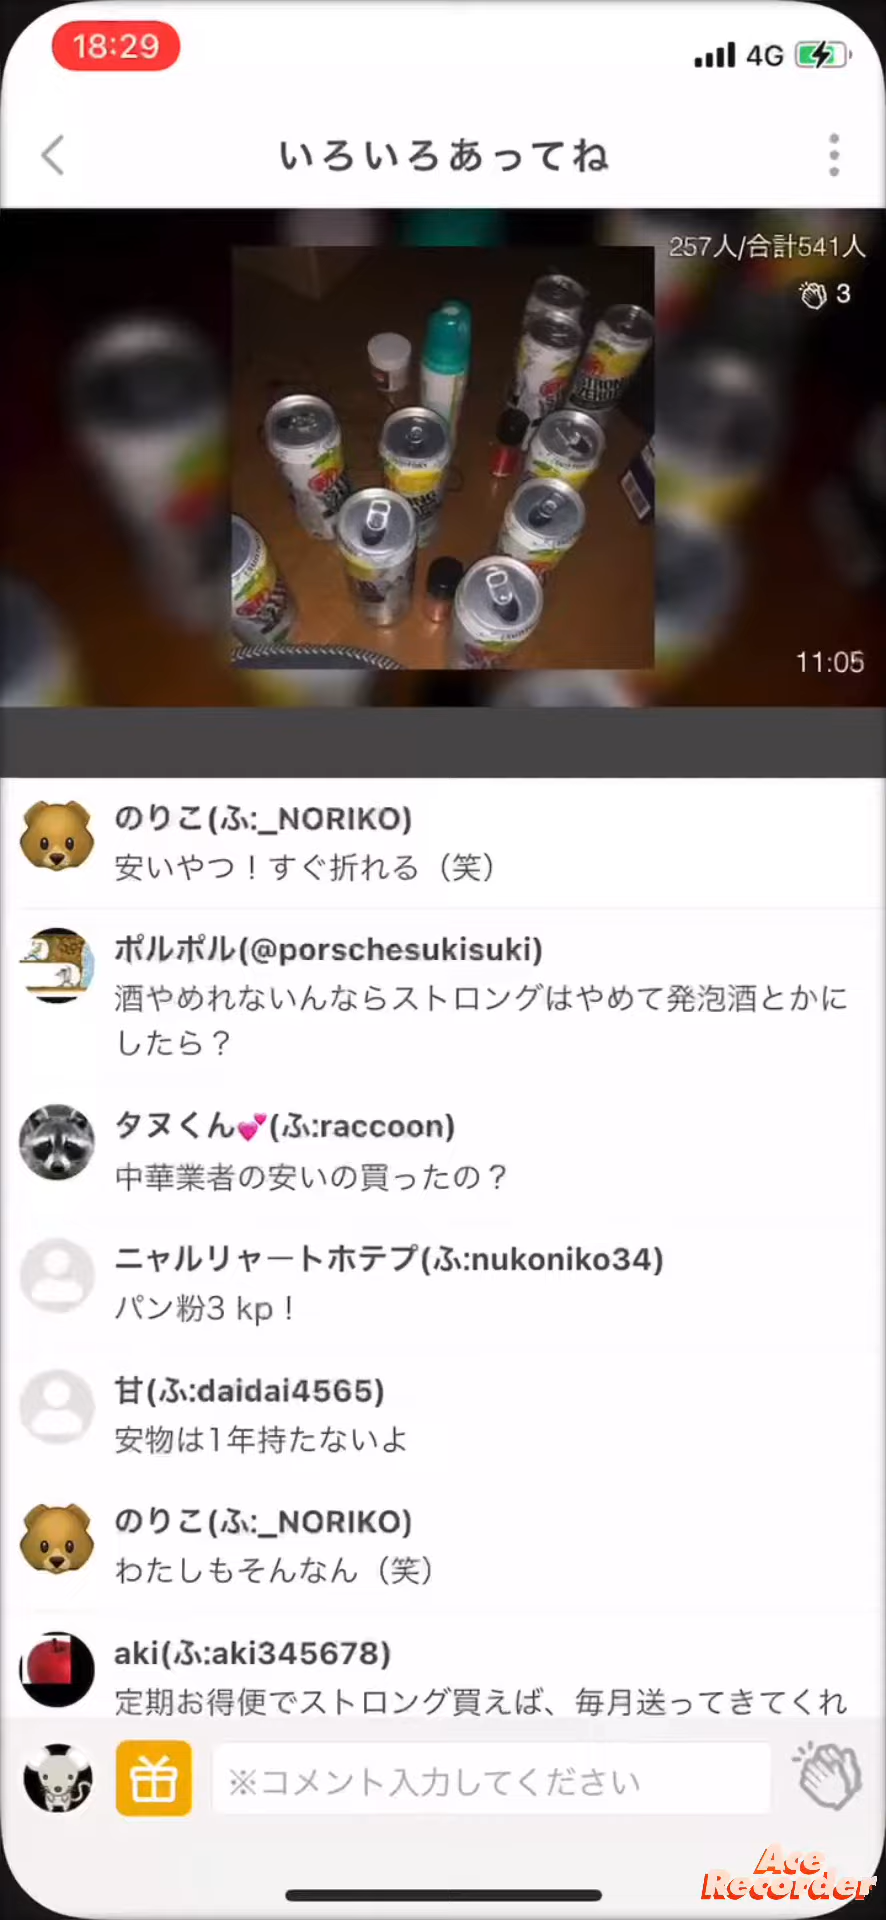 18:29
4G
いろいろあってね
257人/合計541人
3
STRONG
11:05
のりこ(ふ:_NORIKO)
安いやつ！すぐ折れる（笑）
ポルポル(@porschesukisuki)
酒やめれないんならストロングはやめて発泡酒とかに
したら？
タヌくん💕(ふ:raccoon)
中華業者の安いの買ったの？
ニャルリャートホテプ(ふ:nukoniko34)
パン粉3 kp！
甘(ふ:daidai4565)
安物は1年持たないよ
のりこ(ふ:_NORIKO)
わたしもそんなん（笑）
aki(ふ:aki345678)
定期お得便でストロング買えば、毎月送ってきてくれ
※コメント入力してください
Ace
Recorder